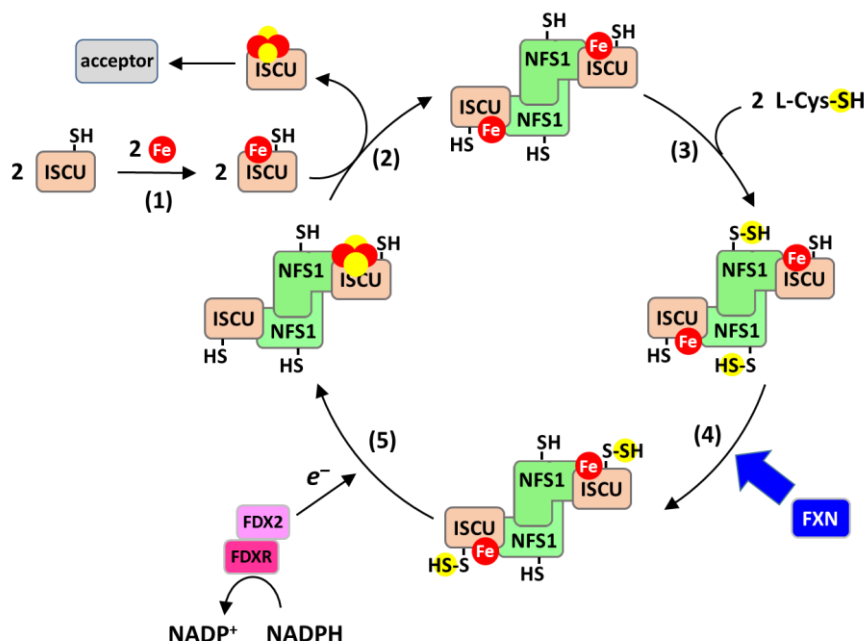 acceptor
ISCU
SH
2 ISCU
2 Fe
(1)
2 Fe SH
ISCU
(2)
SH
NFS1
Fe SH
ISCU
ISCU
Fe
NFS1
HS
HS
(3)
2 L-Cys-SH
S-SH
NFS1
Fe SH
ISCU
ISCU
Fe
NFS1
HS
HS-S
(4)
FXN
SH
NFS1
S-SH
Fe
ISCU
ISCU
HS-S
Fe
NFS1
HS
(5)
e–
FDX2
FDXR
NADP+ NADPH
SH
NFS1
SH
ISCU
ISCU
NFS1
HS
HS